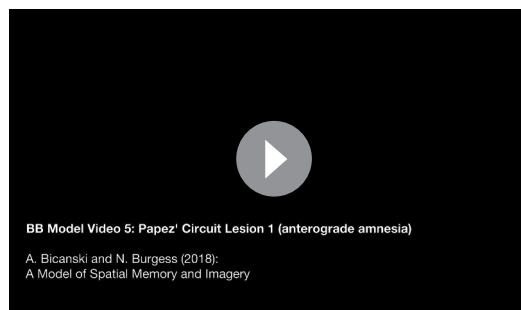 BB Model Video 5: Papez' Circuit Lesion 1 (anterograde amnesia)
A. Bicanski and N. Burgess (2018):
A Model of Spatial Memory and Imagery